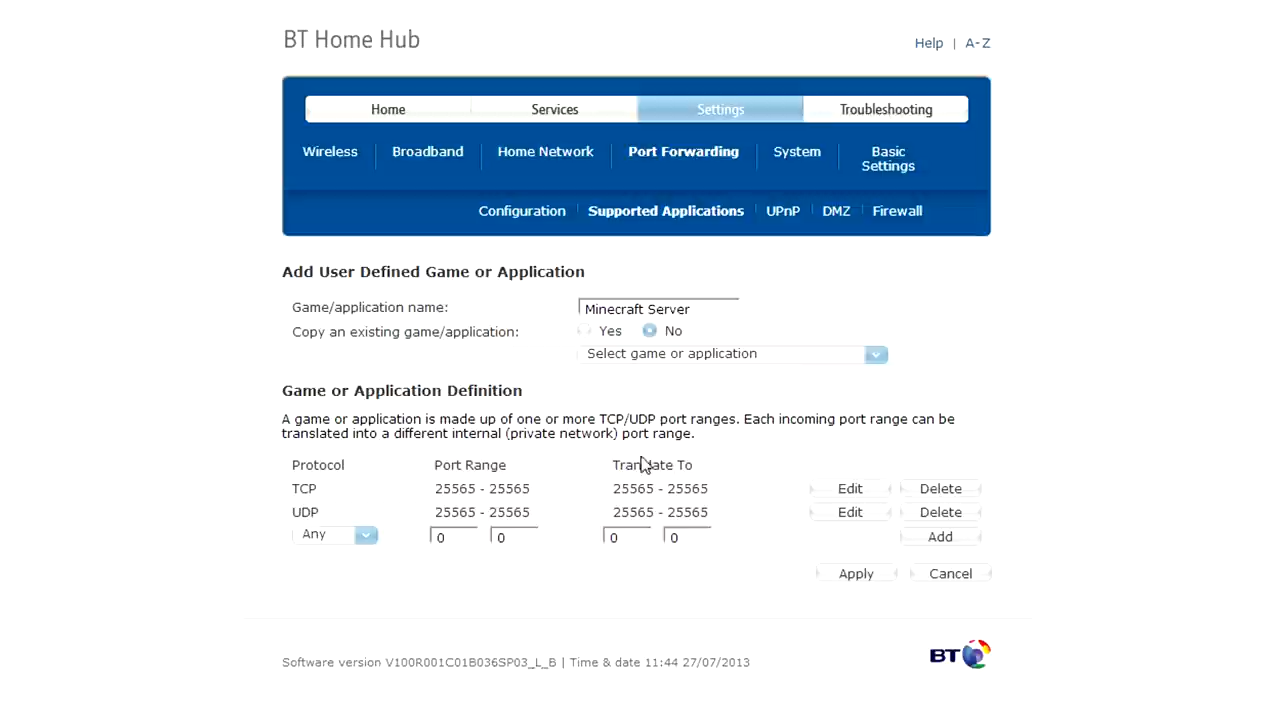 BT Home Hub
Help | A-Z
Home Services Settings Troubleshooting
Wireless Broadband Home Network Port Forwarding System Basic Settings
Configuration Supported Applications UPnP DMZ Firewall
Add User Defined Game or Application
Game/application name: Minecraft Server
Copy an existing game/application: Yes No
Select game or application
Game or Application Definition
A game or application is made up of one or more TCP/UDP port ranges. Each incoming port range can be
translated into a different internal (private network) port range.
Protocol Port Range Translate To
TCP 25565 - 25565 25565 - 25565 Edit Delete
UDP 25565 - 25565 25565 - 25565 Edit Delete
Any 0 0 0 0 Add
Apply Cancel
Software version V100R001C01B036SP03_L_B | Time & date 11:44 27/07/2013
BT